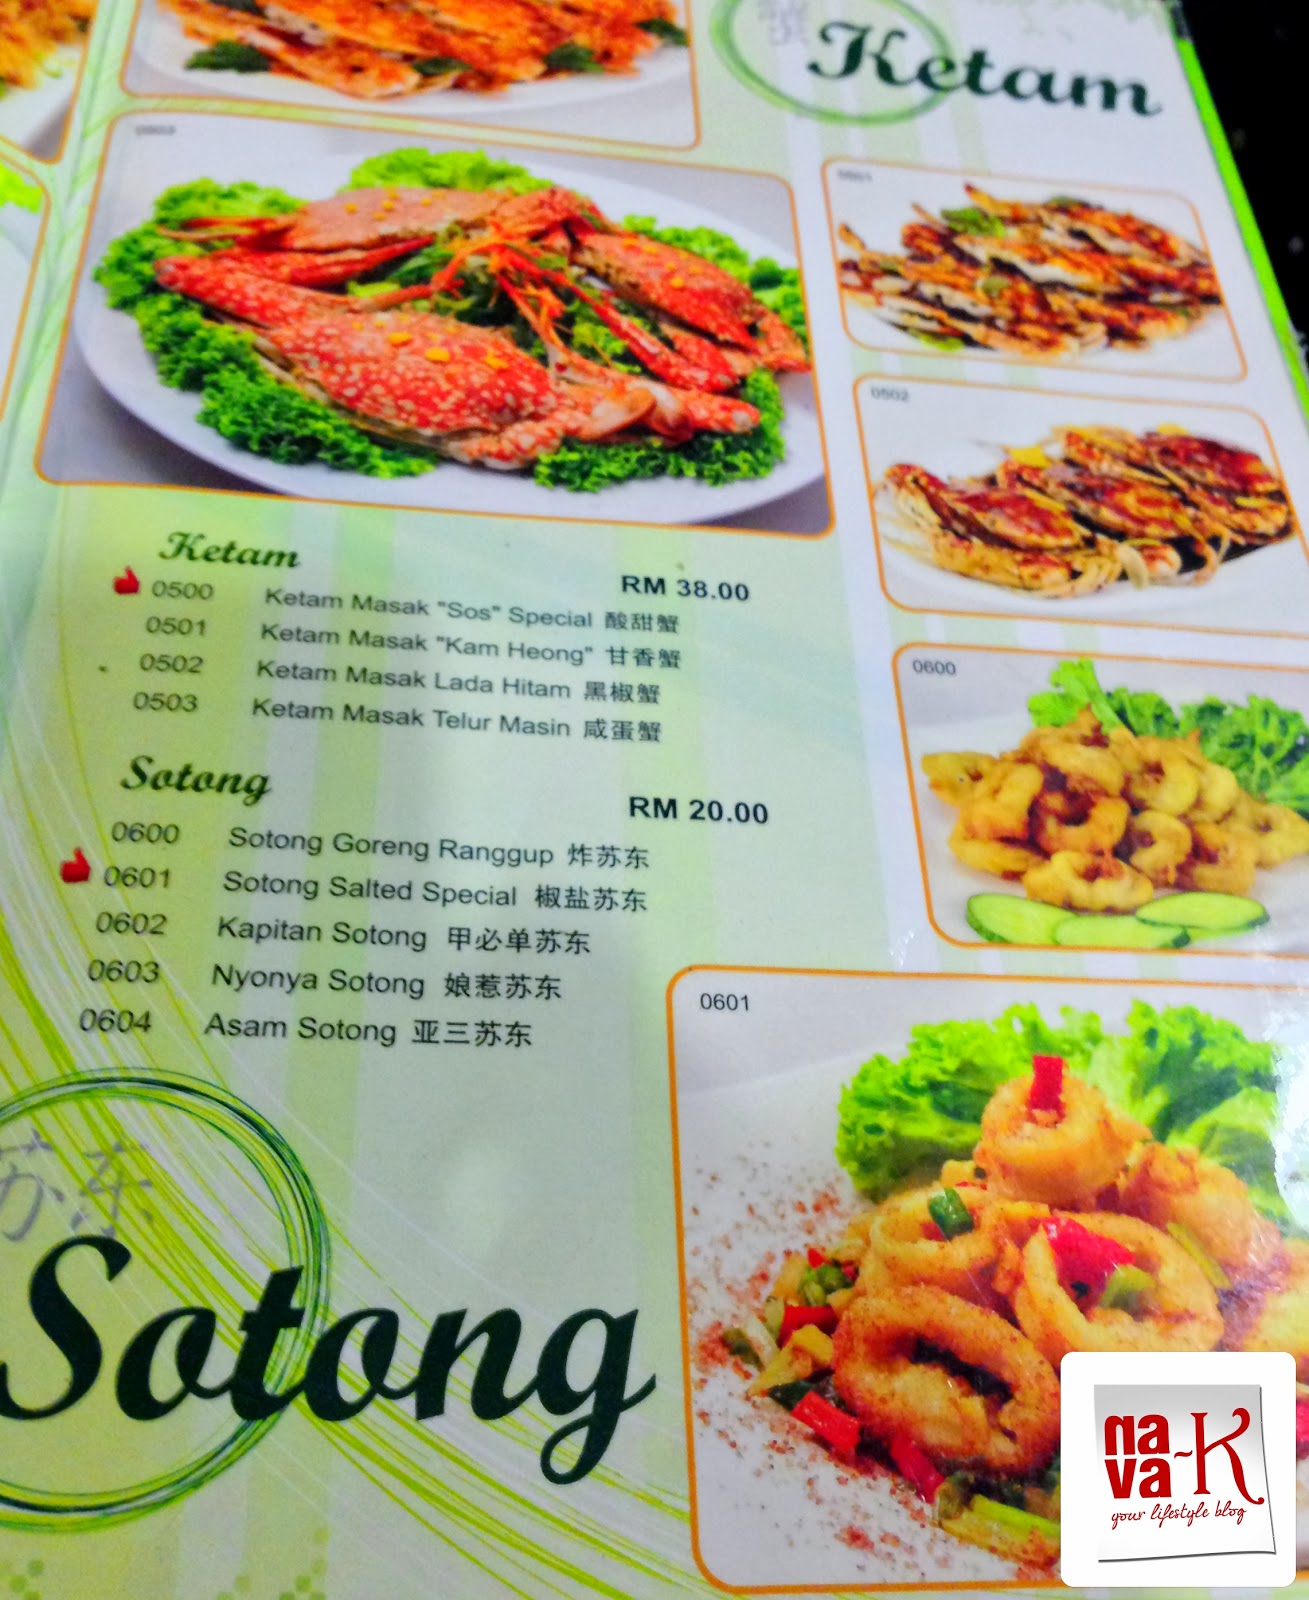 Ketam
0503
0501
0502
Ketam
RM 38.00
0500 Ketam Masak "Sos" Special 酸甜蟹
0501 Ketam Masak "Kam Heong" 甘香蟹
0502 Ketam Masak Lada Hitam 黑椒蟹
0503 Ketam Masak Telur Masin 咸蛋蟹
0600
Sotong
RM 20.00
0600 Sotong Goreng Ranggup 炸苏东
0601 Sotong Salted Special 椒盐苏东
0602 Kapitan Sotong 甲必单苏东
0603 Nyonya Sotong 娘惹苏东
0604 Asam Sotong 亚三苏东
0601
苏东
Sotong
nava-K
your lifestyle blog